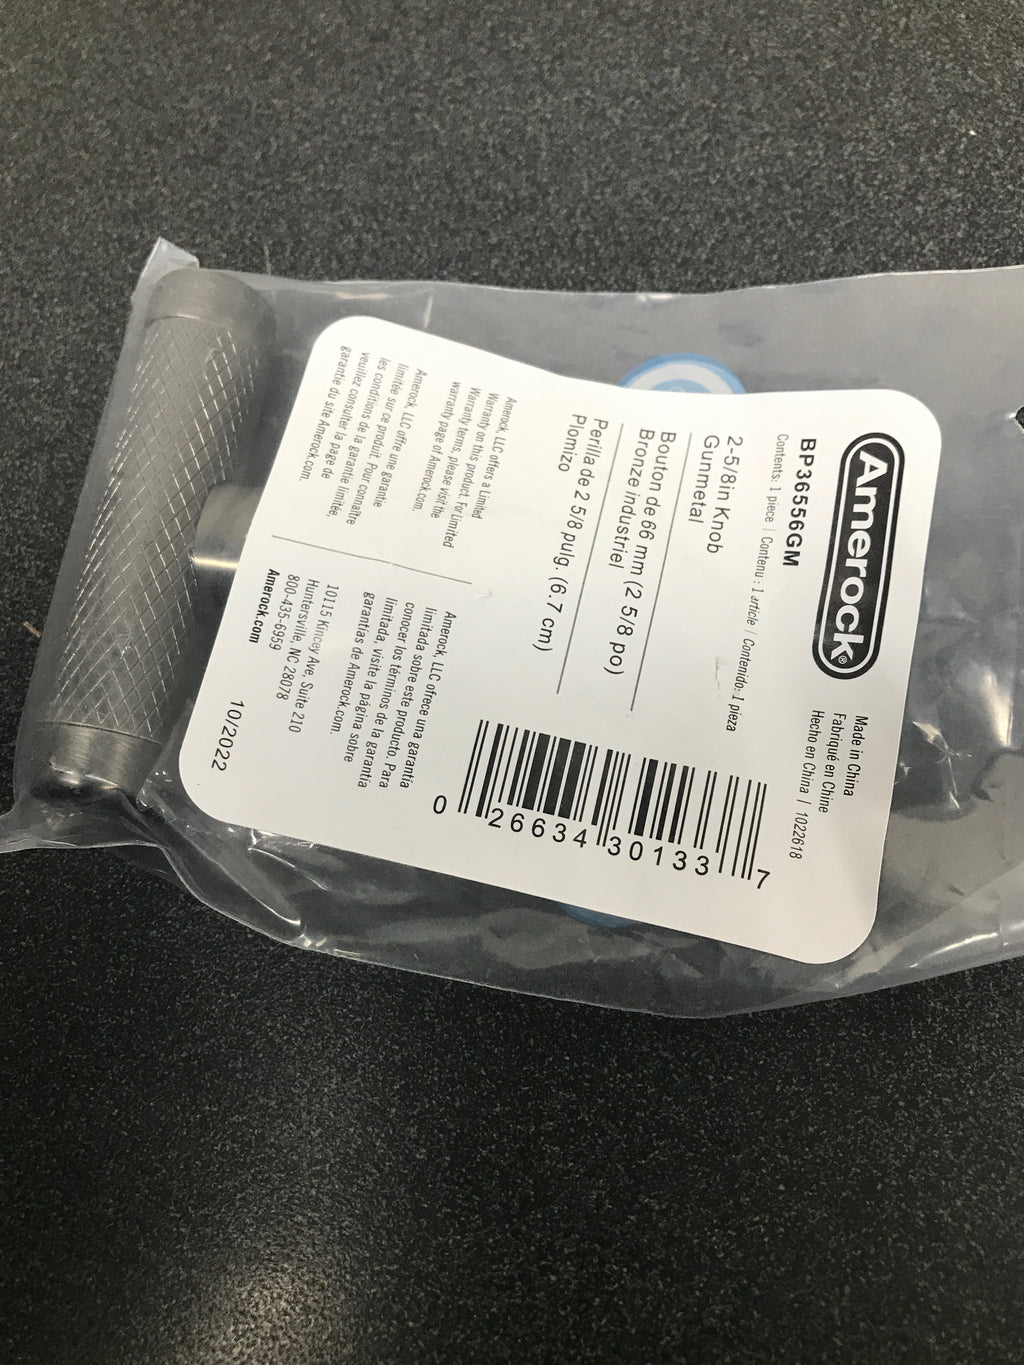 Amerock®
Made in China
Fabriqué en Chine
Hecho en China | 1022618
BP36556GM
Contents: 1 piece | Contenu : 1 article | Contenido: 1 pieza
2-5/8in Knob
Gunmetal
Bouton de 66 mm (2 5/8 po)
Bronze industriel
Perilla de 2 5/8 pulg. (6.7 cm)
Plomizo
0 26634 30133 7
Amerock, LLC offers a Limited
Warranty on this product. For Limited
Warranty terms, please visit the
warranty page of Amerock.com.
Amerock, LLC offre une garantie
limitée sur ce produit. Pour connaître
les conditions de la garantie limitée,
veuillez consulter la page de
garantie du site Amerock.com.
Amerock, LLC ofrece una garantía
limitada sobre este producto. Para
conocer los términos de la garantía
limitada, visite la página sobre
garantías de Amerock.com.
10115 Kincey Ave, Suite 210
Huntersville, NC 28078
800-435-6959
Amerock.com
10/2022